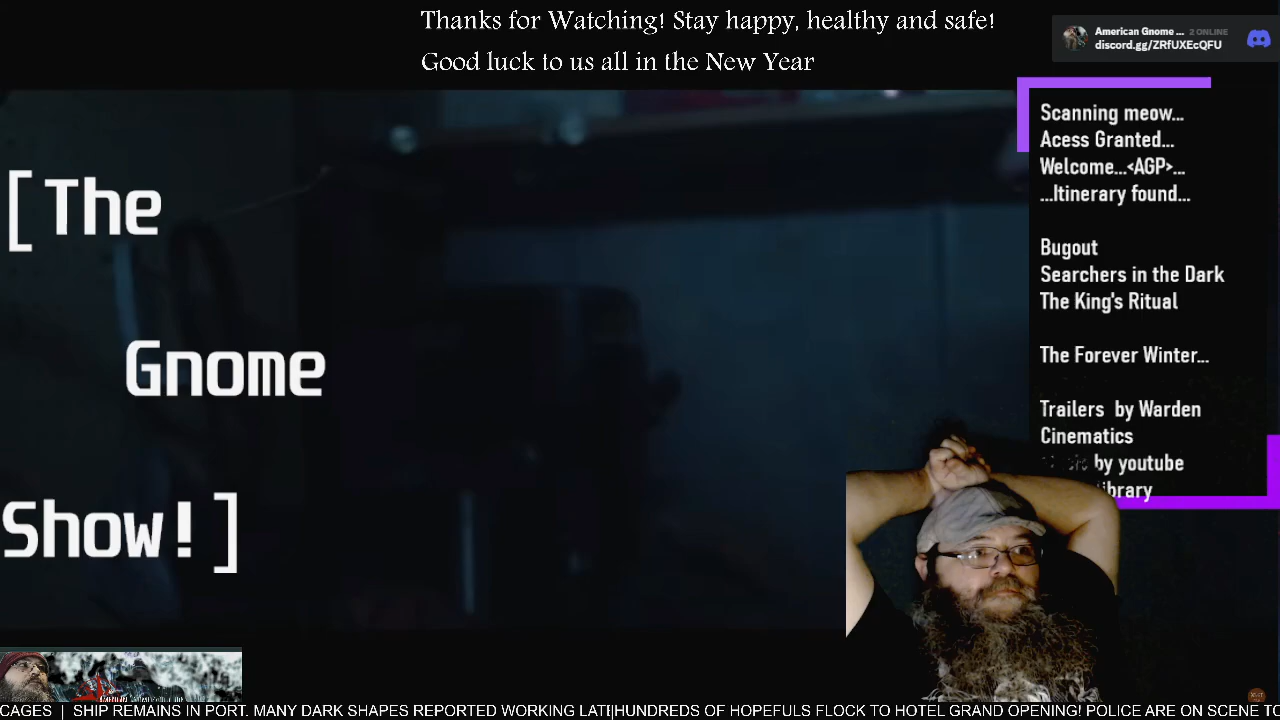 Thanks for Watching! Stay happy, healthy and safe!
Good luck to us all in the New Year
American Gnome ... 2 ONLINE
discord.gg/ZRfUXEcQFU
[The
Gnome
Show!]
Scanning meow...
Acess Granted...
Welcome...<AGP>...
...Itinerary found...
Bugout
Searchers in the Dark
The King's Ritual
The Forever Winter...
Trailers by Warden
Cinematics
by youtube
CAGES | SHIP REMAINS IN PORT. MANY DARK SHAPES REPORTED WORKING LATE|HUNDREDS OF HOPEFULS FLOCK TO HOTEL GRAND OPENING! POLICE ARE ON SCENE TO